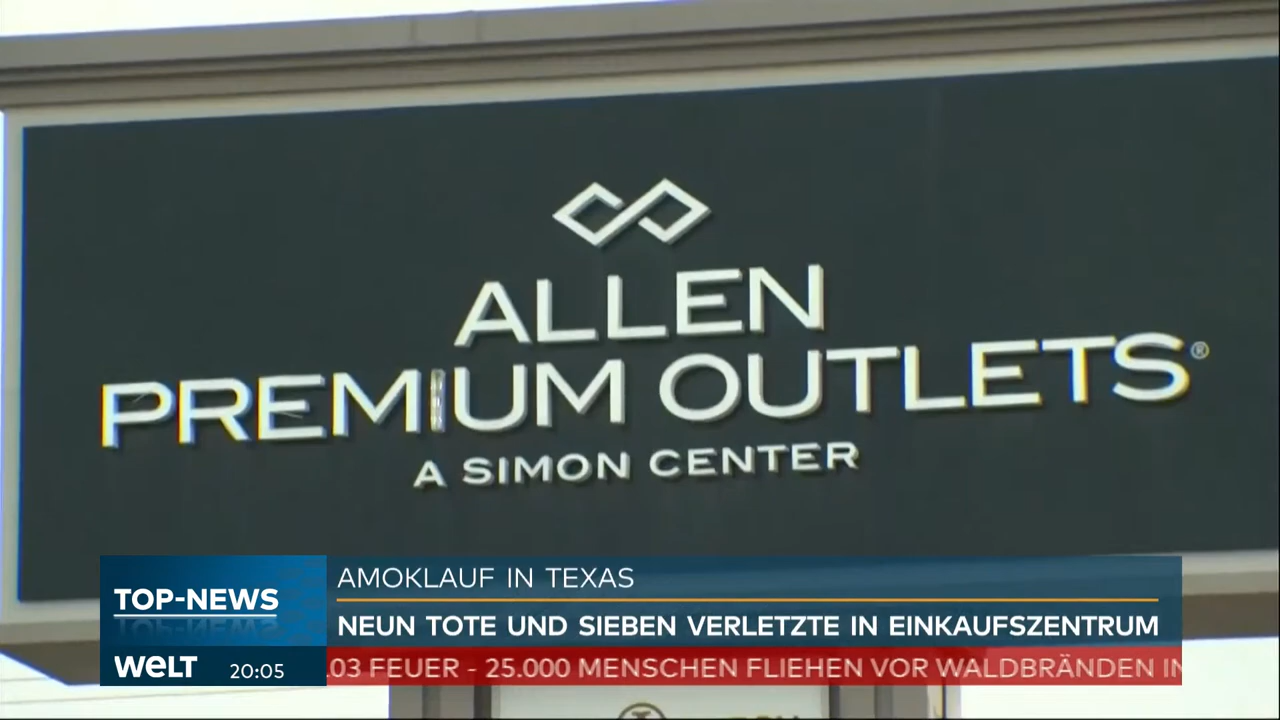 ALLEN
PREMIUM OUTLETS®
A SIMON CENTER
TOP-NEWS
AMOKLAUF IN TEXAS
NEUN TOTE UND SIEBEN VERLETZTE IN EINKAUFSZENTRUM
WELT 20:05
.03 FEUER - 25.000 MENSCHEN FLIEHEN VOR WALDBRÄNDEN IN